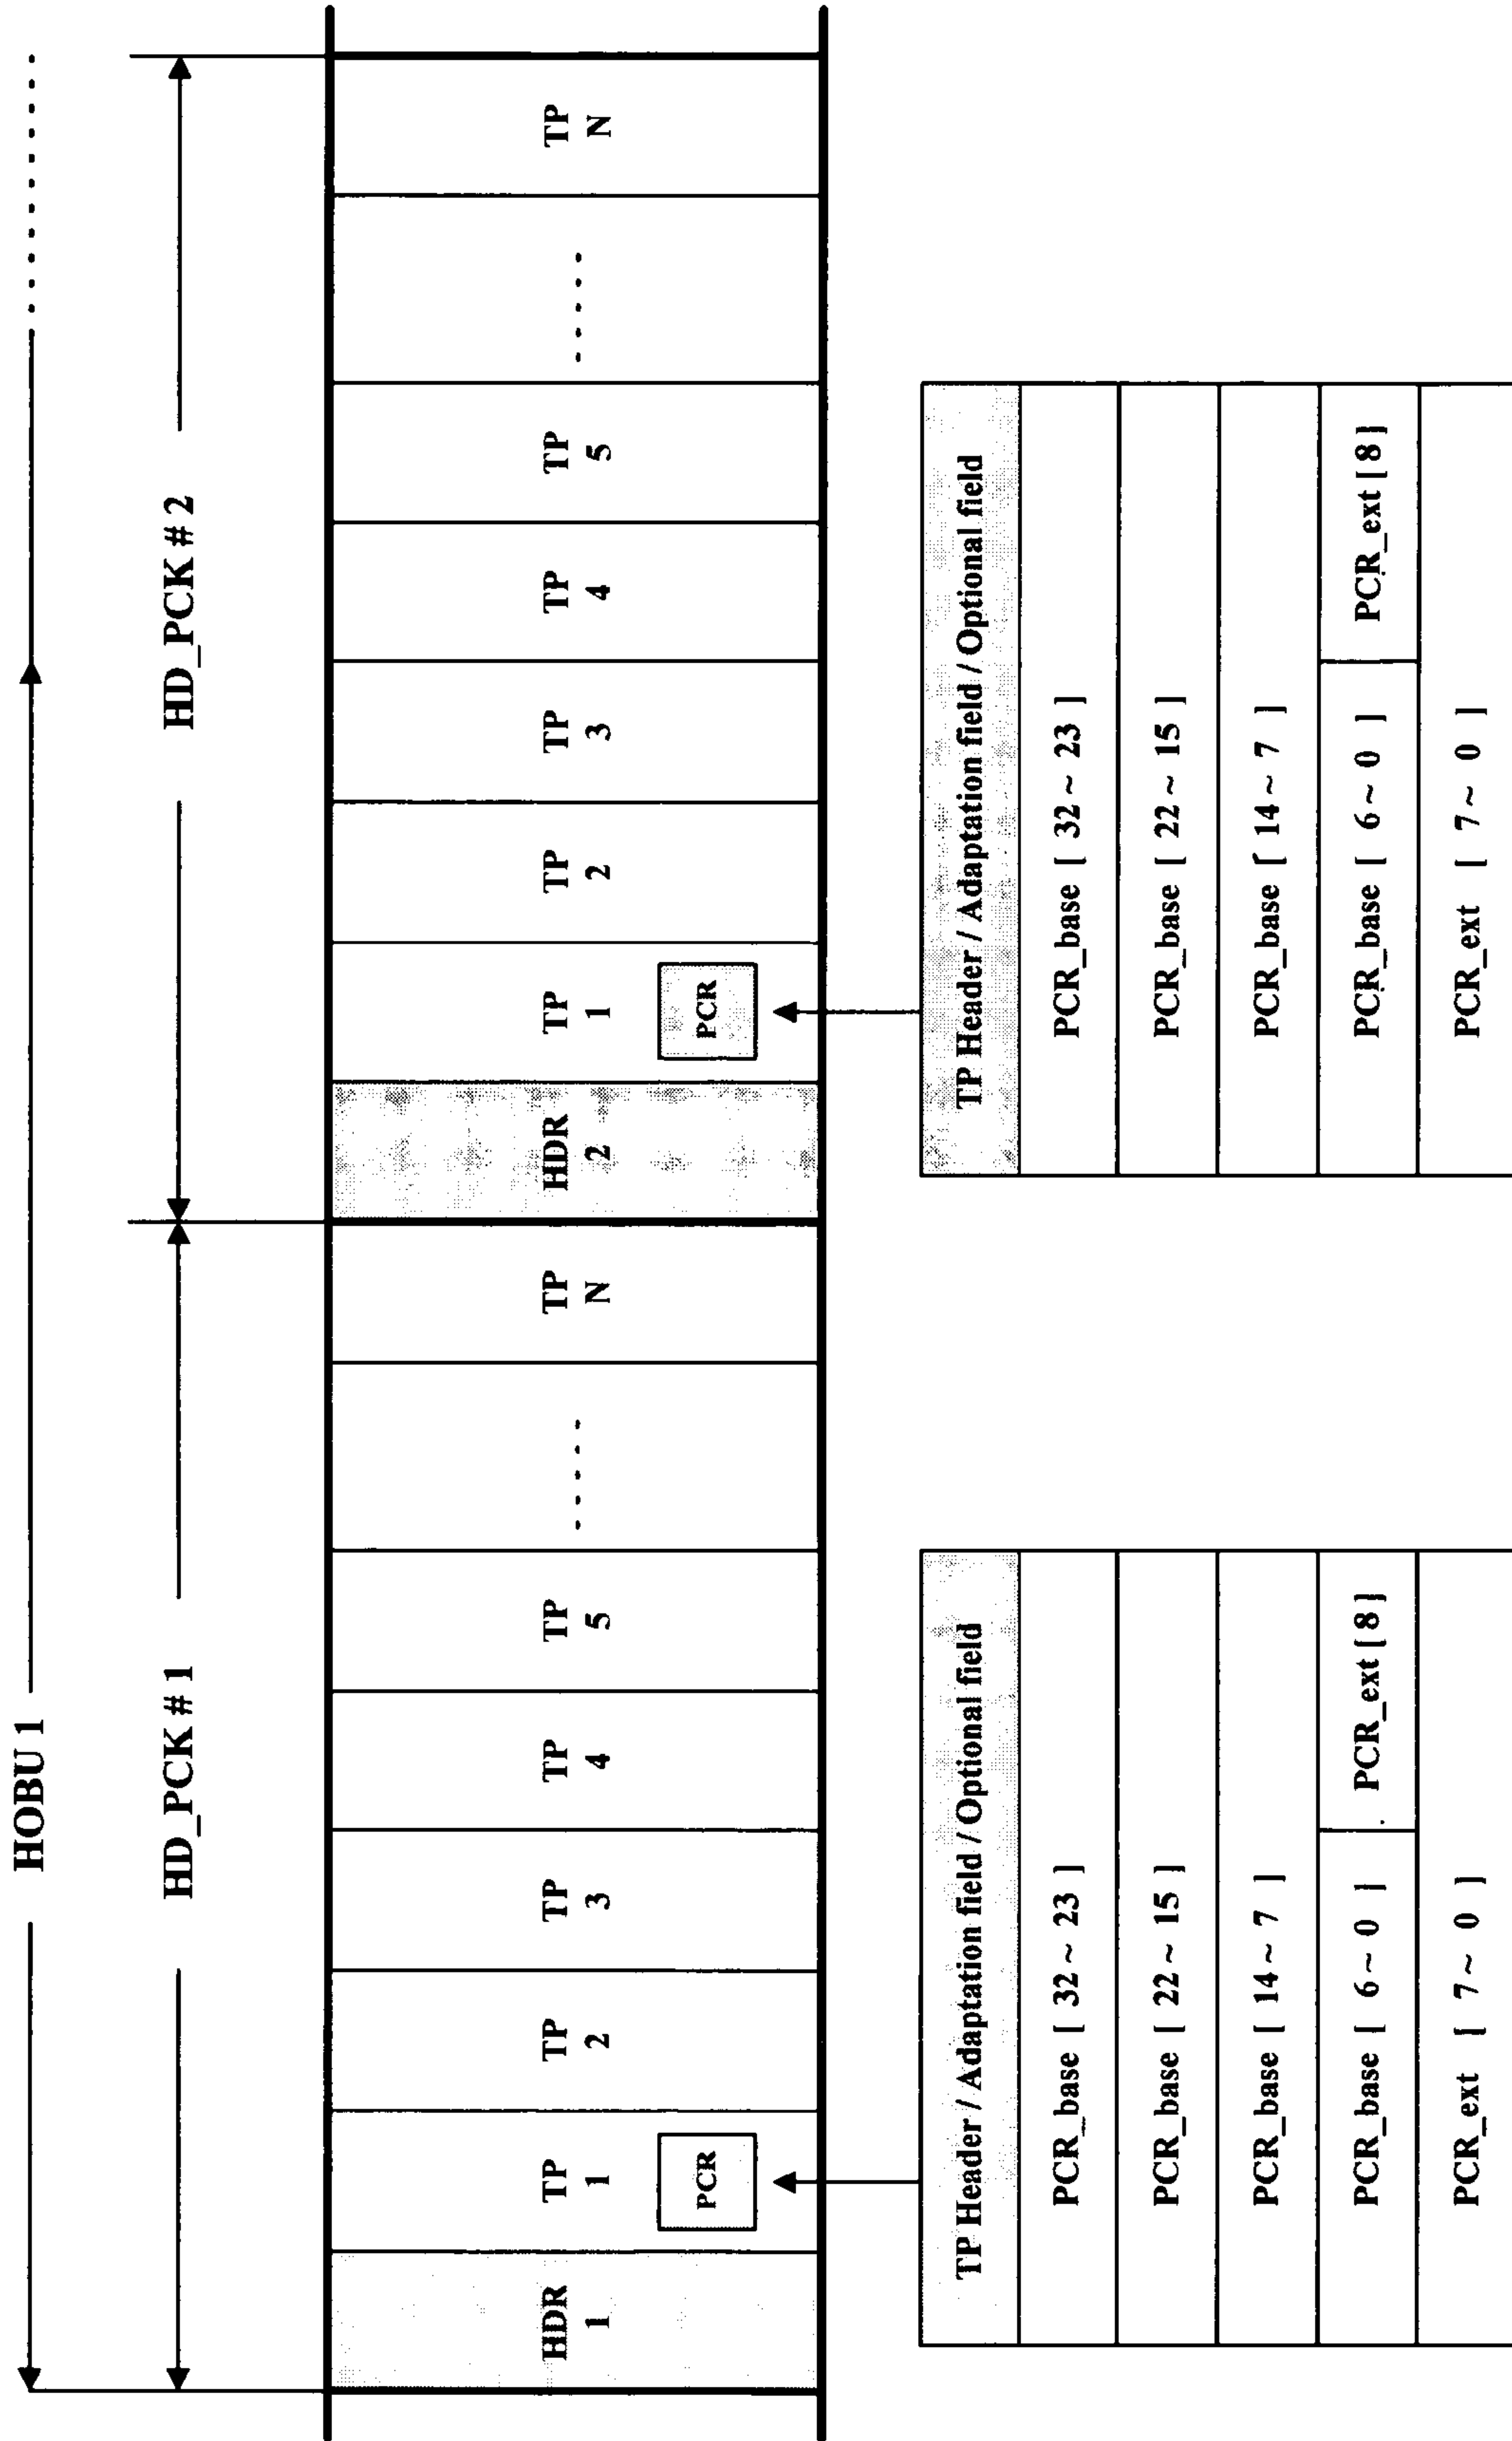 HOBU 1
HD_PCK # 1
HD_PCK # 2
HDR
1
TP
1
PCR
TP
2
TP
3
TP
4
TP
5
.....
TP
N
HDR
2
TP
1
PCR
TP
2
TP
3
TP
4
TP
5
.....
TP
N
TP Header / Adaptation field / Optional field
PCR_base [ 32 ~ 23 ]
PCR_base [ 22 ~ 15 ]
PCR_base [ 14 ~ 7 ]
PCR_base [ 6 ~ 0 ] PCR_ext [ 8 ]
PCR_ext [ 7 ~ 0 ]
TP Header / Adaptation field / Optional field
PCR_base [ 32 ~ 23 ]
PCR_base [ 22 ~ 15 ]
PCR_base [ 14 ~ 7 ]
PCR_base [ 6 ~ 0 ] PCR_ext [ 8 ]
PCR_ext [ 7 ~ 0 ]